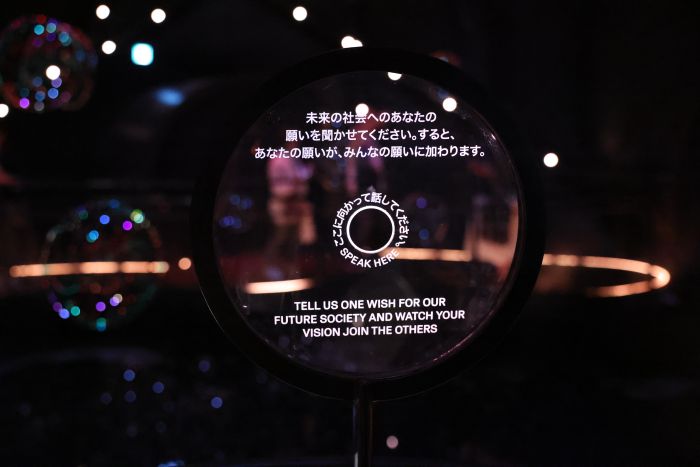 未来の社会へのあなたの
願いを聞かせてください。すると、
あなたの願いが、みんなの願いに加わります。
ここに向かって話してください。
SPEAK HERE
TELL US ONE WISH FOR OUR
FUTURE SOCIETY AND WATCH YOUR
VISION JOIN THE OTHERS